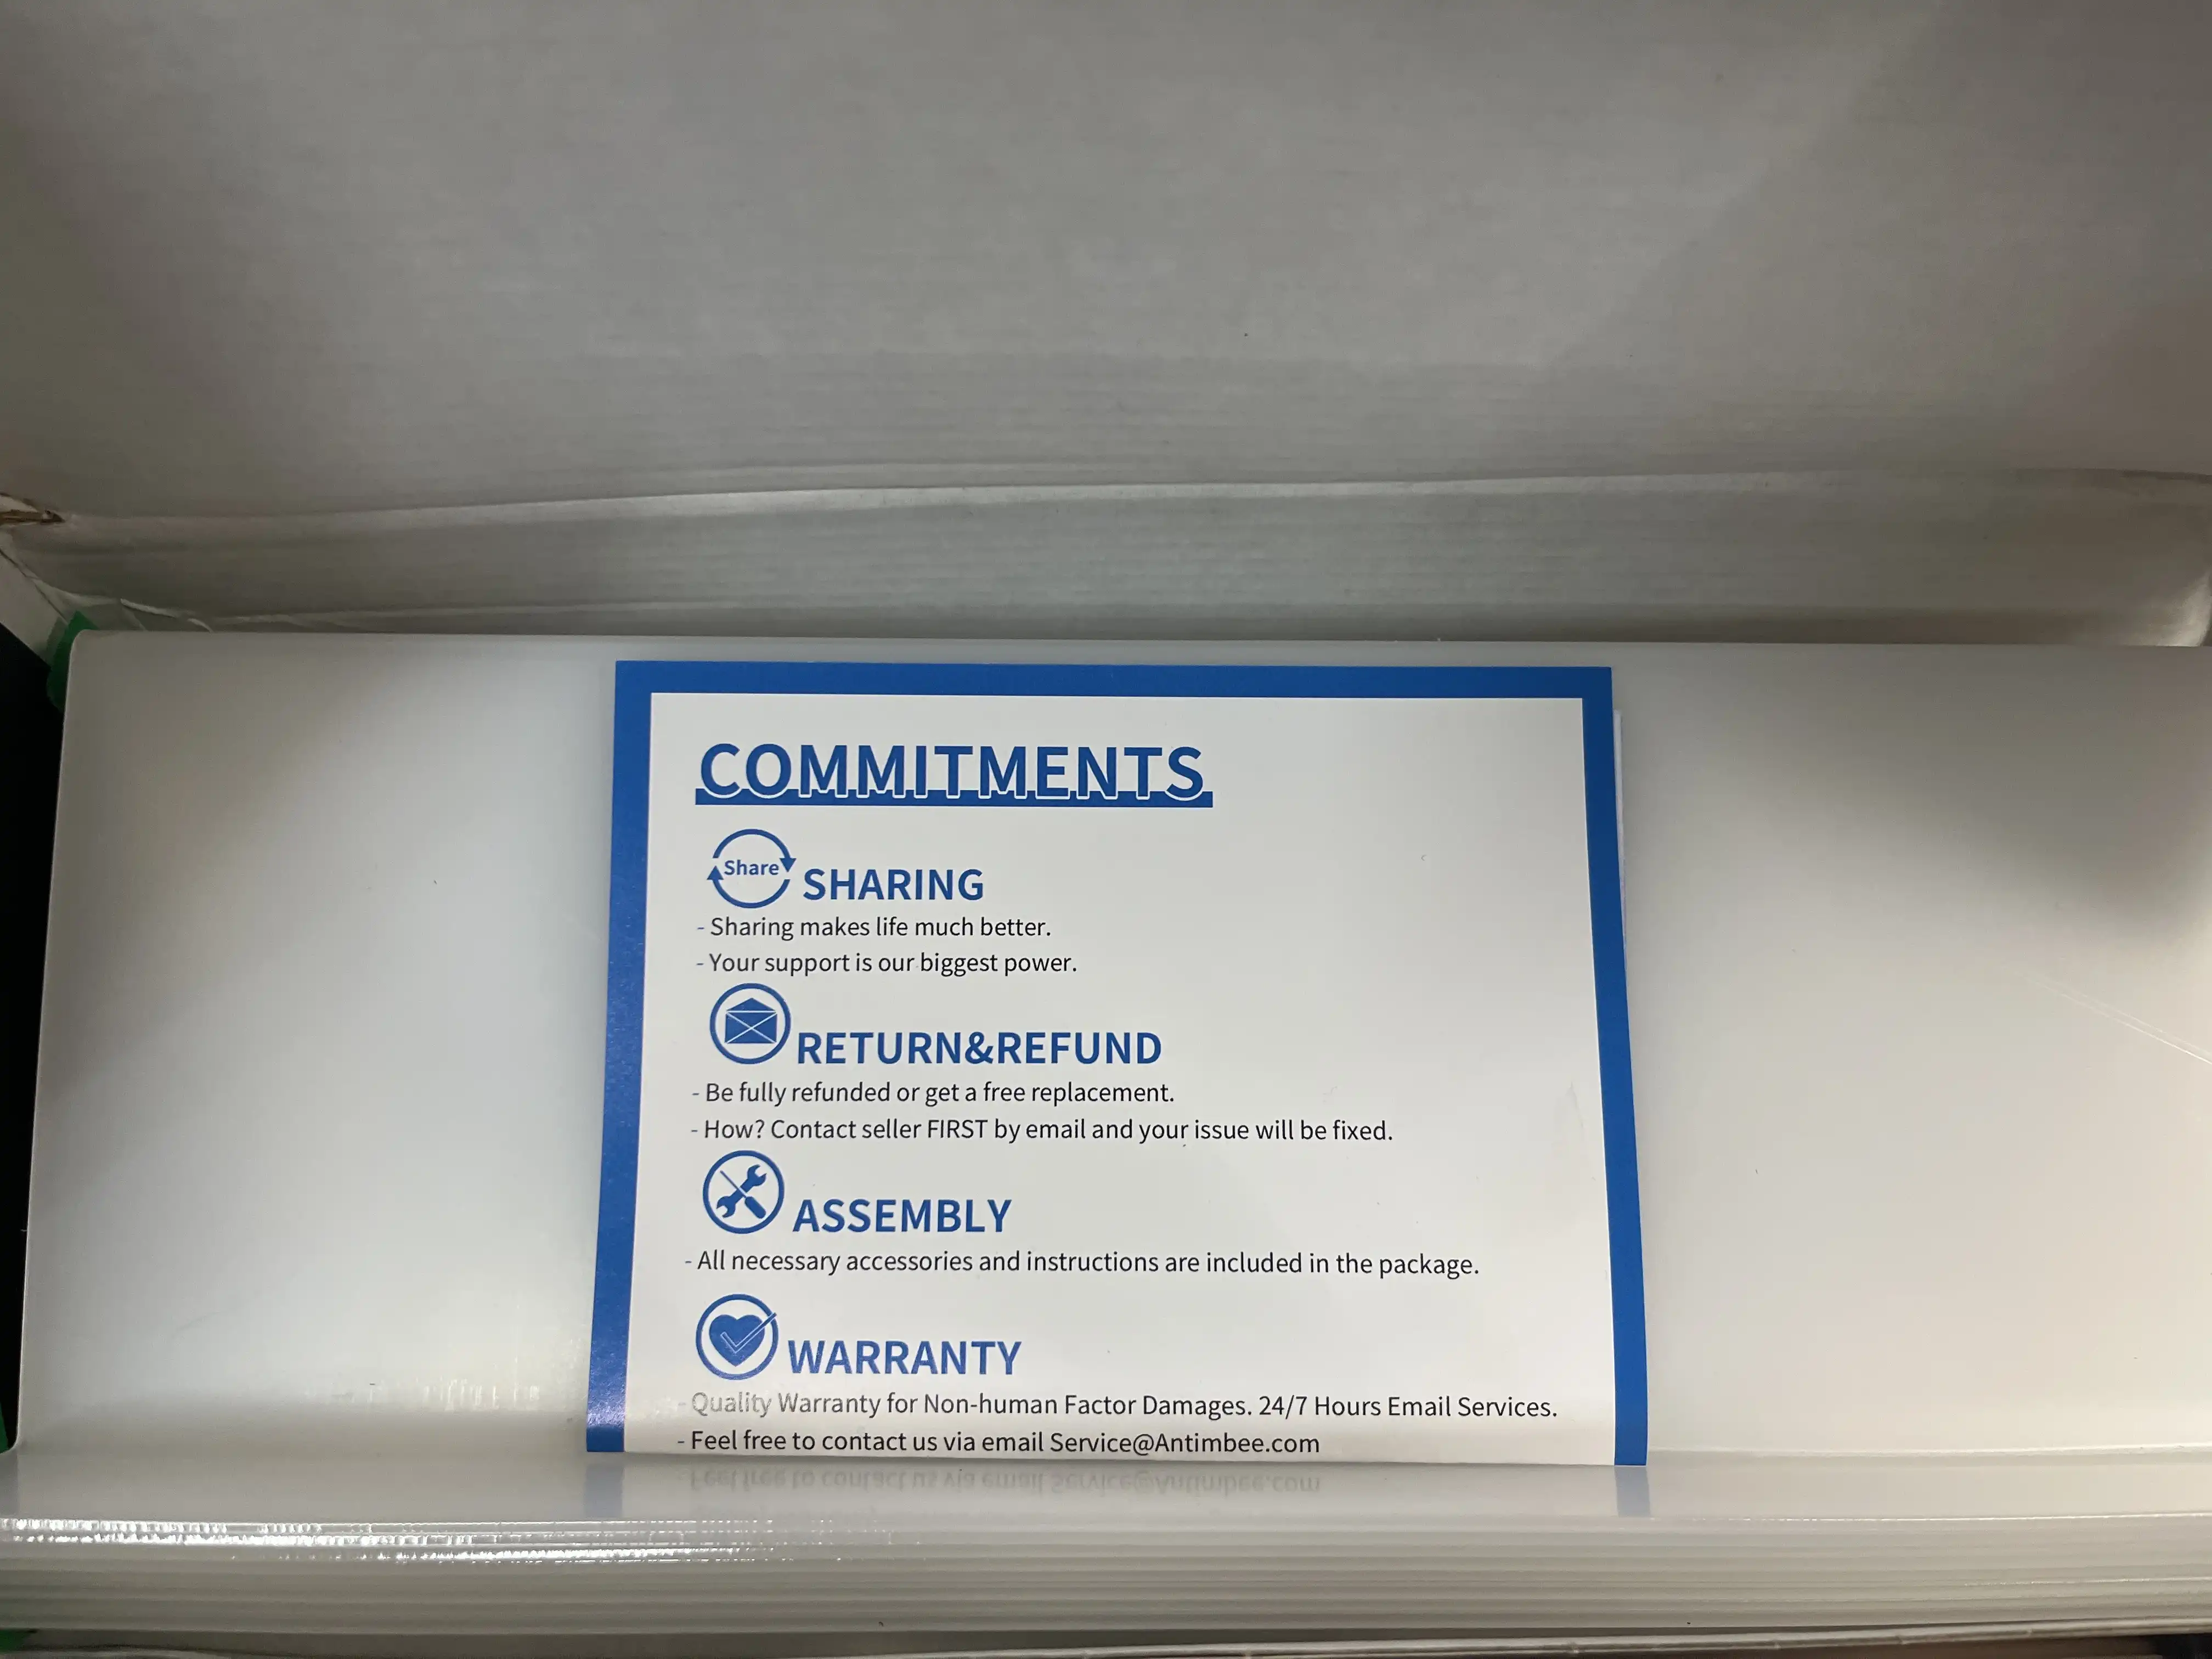 COMMITMENTS
Share
SHARING
- Sharing makes life much better.
- Your support is our biggest power.
RETURN&REFUND
- Be fully refunded or get a free replacement.
- How? Contact seller FIRST by email and your issue will be fixed.
ASSEMBLY
- All necessary accessories and instructions are included in the package.
WARRANTY
- Quality Warranty for Non-human Factor Damages. 24/7 Hours Email Services.
- Feel free to contact us via email Service@Antimbee.com